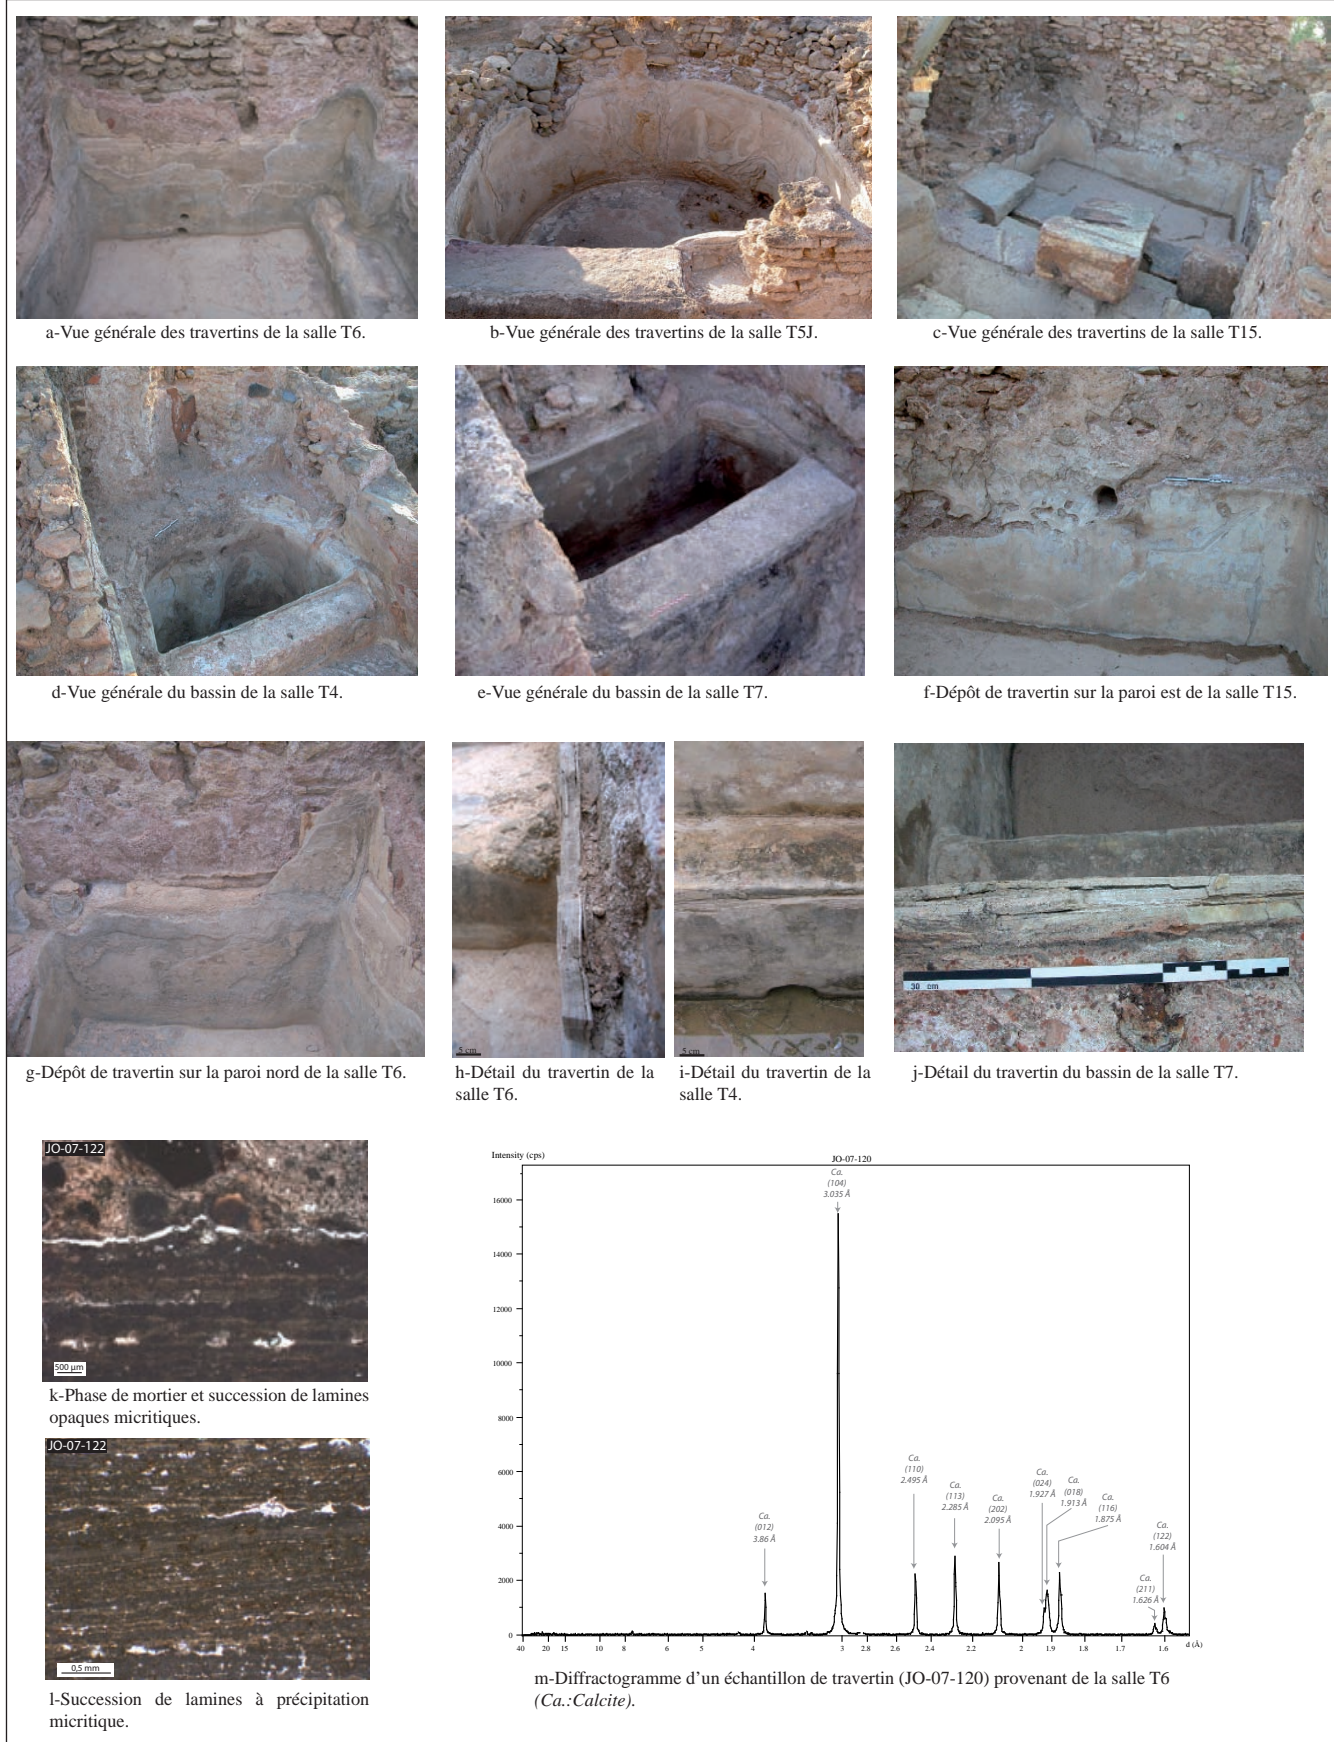 a-Vue générale des travertins de la salle T6.
b-Vue générale des travertins de la salle T5J.
c-Vue générale des travertins de la salle T15.
d-Vue générale du bassin de la salle T4.
e-Vue générale du bassin de la salle T7.
f-Dépôt de travertin sur la paroi est de la salle T15.
30 cm
5 cm
5 cm
g-Dépôt de travertin sur la paroi nord de la salle T6.
h-Détail du travertin de la
salle T6.
i-Détail du travertin de la
salle T4.
j-Détail du travertin du bassin de la salle T7.
JO-07-122
500 µm
k-Phase de mortier et succession de lamines
opaques micritiques.
JO-07-122
0,5 mm
l-Succession de lamines à précipitation
micritique.
Intensity (cps)
JO-07-120
Ca.
(104)
3.035 Å
16000
14000
12000
10000
8000
6000
4000
2000
0
Ca.
(012)
3.86 Å
Ca.
(110)
2.495 Å
Ca.
(113)
2.285 Å
Ca.
(202)
2.095 Å
Ca.
(024)
1.927 Å
Ca.
(018)
1.913 Å
Ca.
(116)
1.875 Å
Ca.
(211)
1.626 Å
Ca.
(122)
1.604 Å
40 20 15 10 8 6 5 4 3 2.8 2.6 2.4 2.2 2 1.9 1.8 1.7 1.6 d (Å)
m-Diffractogramme d'un échantillon de travertin (JO-07-120) provenant de la salle T6
(Ca.:Calcite).